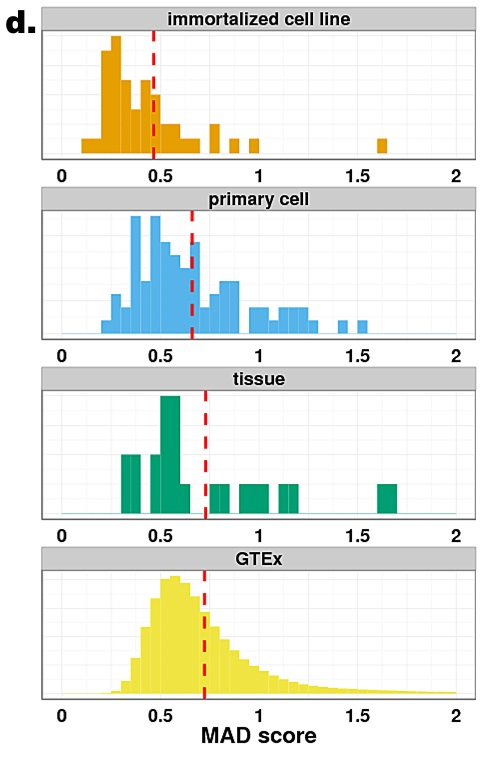 d.
immortalized cell line
0 0.5 1 1.5 2
primary cell
0 0.5 1 1.5 2
tissue
0 0.5 1 1.5 2
GTEx
0 0.5 1 1.5 2
MAD score